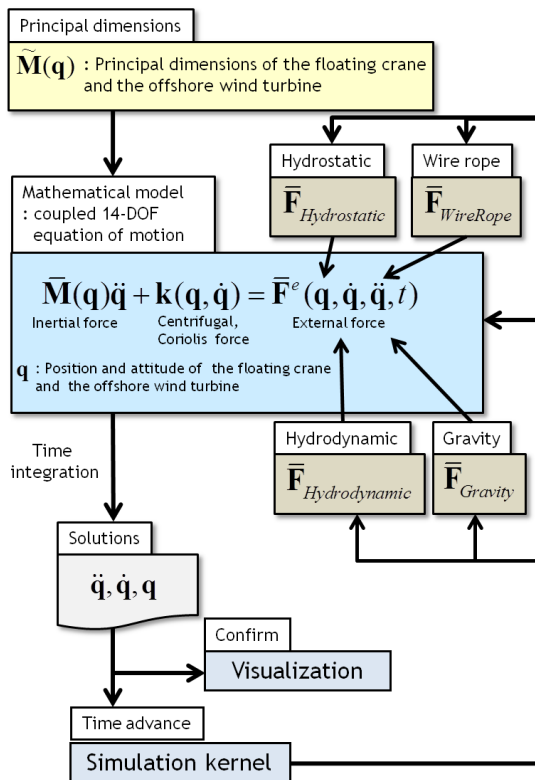 Principal dimensions
M̃(q) : Principal dimensions of the floating crane
and the offshore wind turbine
Hydrostatic
F̅Hydrostatic
Wire rope
F̅WireRope
Mathematical model
: coupled 14-DOF
equation of motion
M̅(q)q̈ + k(q, q̇) = F̅ᵉ(q, q̇, q̈, t)
Inertial force
Centrifugal,
Coriolis force
External force
q : Position and attitude of the floating crane
and the offshore wind turbine
Hydrodynamic
F̅Hydrodynamic
Gravity
F̅Gravity
Time
integration
Solutions
q̈, q̇, q
Confirm
Visualization
Time advance
Simulation kernel